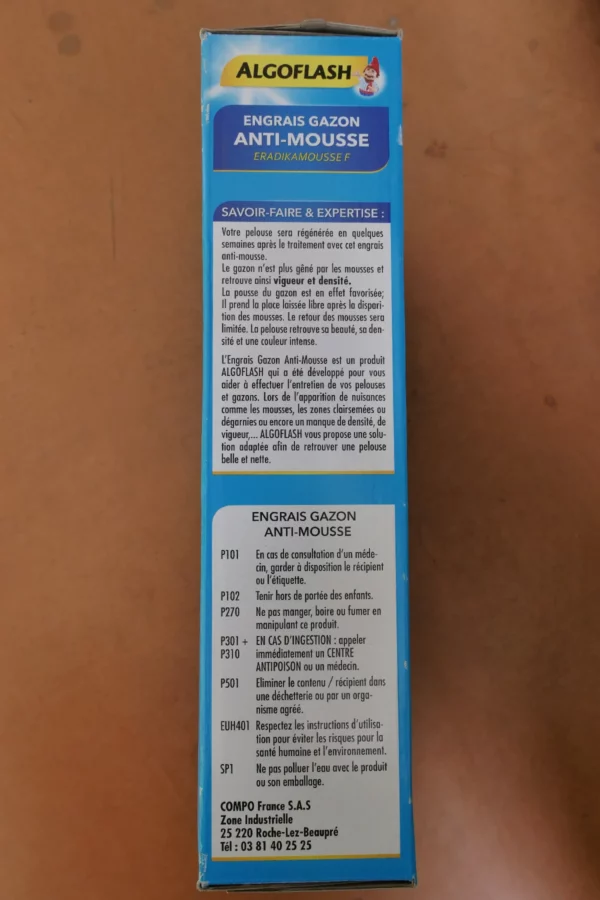 ALGOFLASH
ENGRAIS GAZON
ANTI-MOUSSE
ERADIKAMOUSSE F
SAVOIR-FAIRE & EXPERTISE :
Votre pelouse sera régénérée en quelques
semaines après le traitement avec cet engrais
anti-mousse.
Le gazon n'est plus gêné par les mousses et
retrouve ainsi vigueur et densité.
La pousse du gazon est en effet favorisée;
Il prend la place laissée libre après la dispari-
tion des mousses. Le retour des mousses sera
limitée. La pelouse retrouve sa beauté, sa den-
sité et une couleur intense.
L'Engrais Gazon Anti-Mousse est un produit
ALGOFLASH qui a été développé pour vous
aider à effectuer l'entretien de vos pelouses
et gazons. Lors de l'apparition de nuisances
comme les mousses, les zones clairsemées ou
dégarnies ou encore un manque de densité, de
vigueur,... ALGOFLASH vous propose une solu-
tion adaptée afin de retrouver une pelouse
belle et nette.
ENGRAIS GAZON
ANTI-MOUSSE
P101 En cas de consultation d'un méde-
cin, garder à disposition le récipient
ou l'étiquette.
P102 Tenir hors de portée des enfants.
P270 Ne pas manger, boire ou fumer en
manipulant ce produit.
P301 + EN CAS D'INGESTION : appeler
P310 immédiatement un CENTRE
ANTIPOISON ou un médecin.
P501 Eliminer le contenu / récipient dans
une déchetterie ou par un orga-
nisme agréé.
EUH401 Respectez les instructions d'utilisa-
tion pour éviter les risques pour la
santé humaine et l'environnement.
SP1 Ne pas polluer l'eau avec le produit
ou son emballage.
COMPO France S.A.S
Zone Industrielle
25 220 Roche-Lez-Beaupré
Tél : 03 81 40 25 25